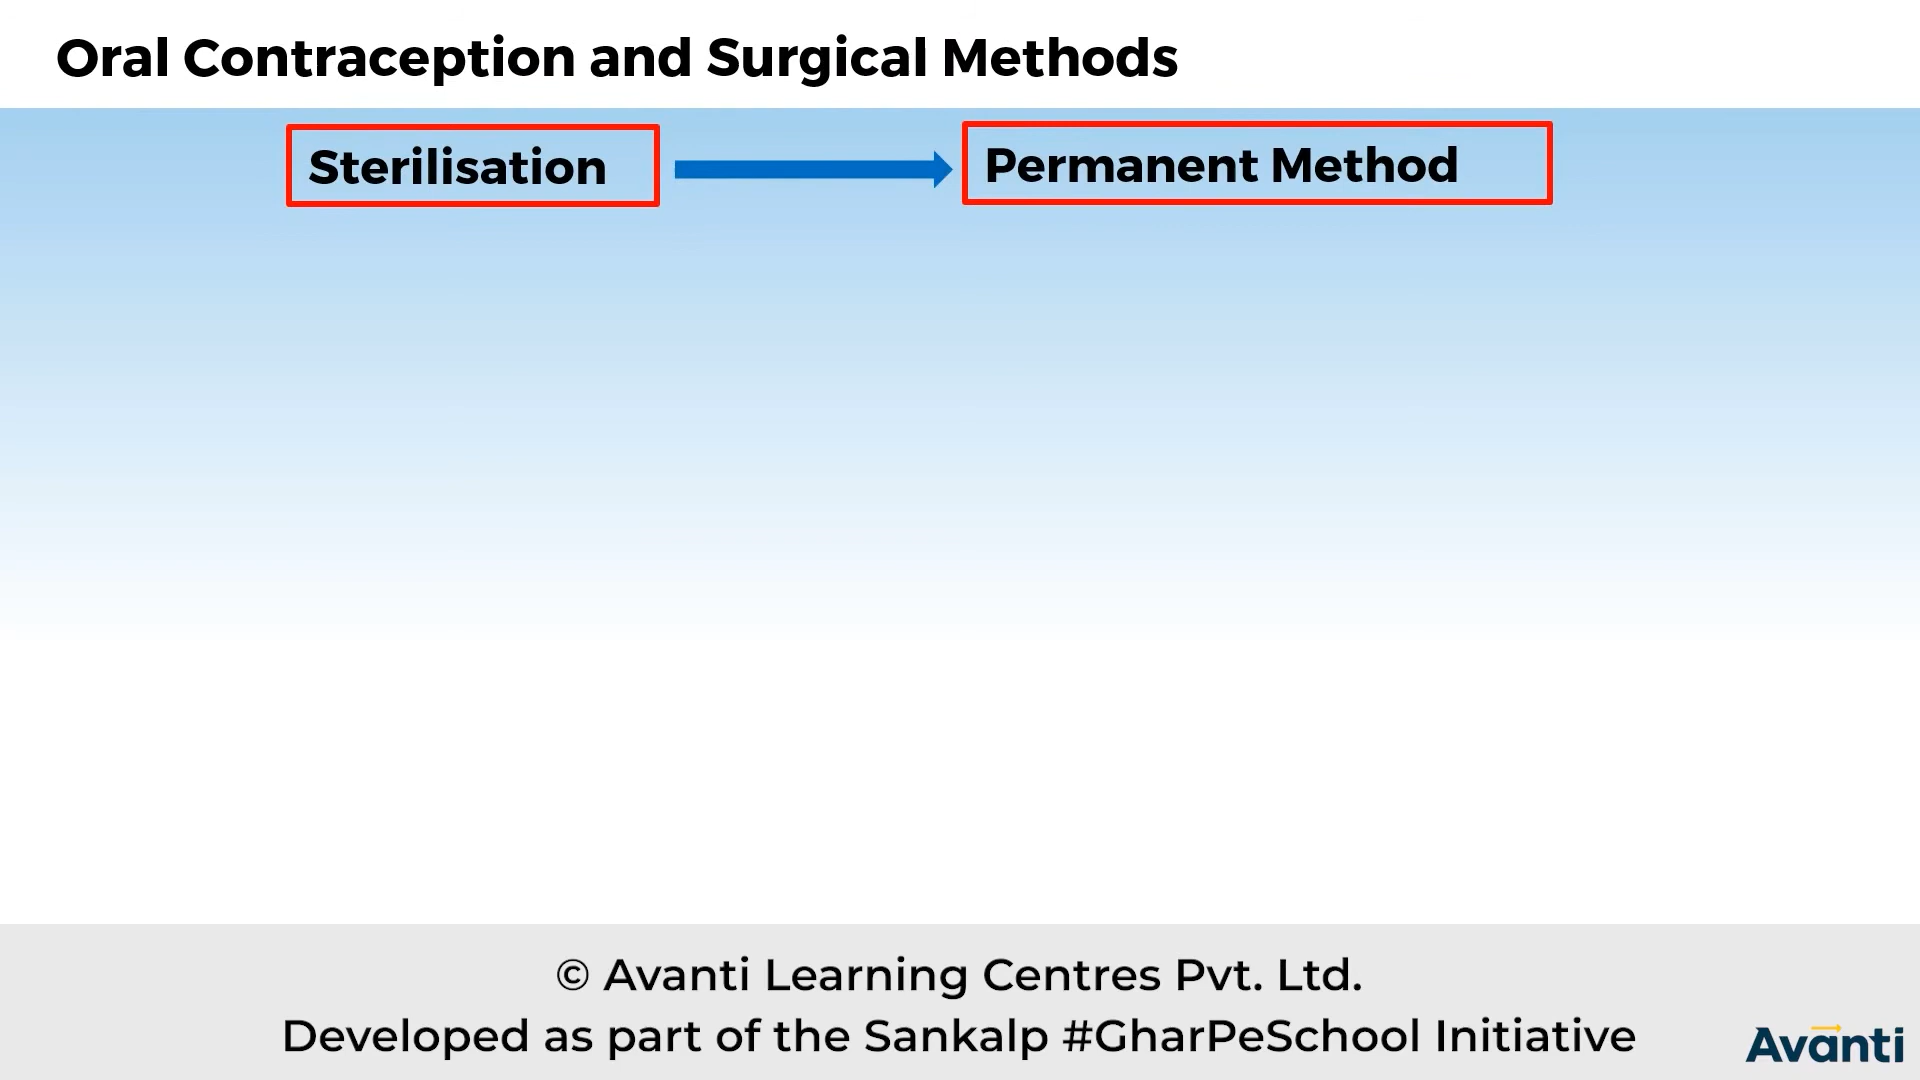 Oral Contraception and Surgical Methods
Sterilisation
Permanent Method
© Avanti Learning Centres Pvt. Ltd.
Developed as part of the Sankalp #GharPeSchool Initiative
Avanti